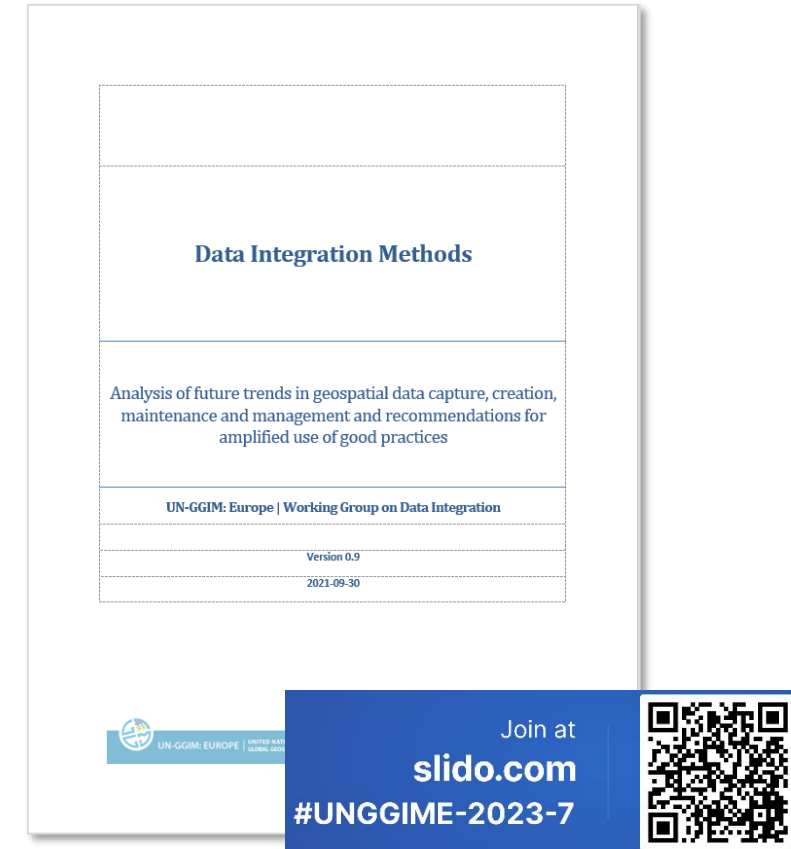 Data Integration Methods
Analysis of future trends in geospatial data capture, creation,
maintenance and management and recommendations for
amplified use of good practices
UN-GGIM: Europe | Working Group on Data Integration
Version 0.9
2021-09-30
UN-GGIM: EUROPE
UNITED
GLOBAL
Join at
slido.com
#UNGGIME-2023-7